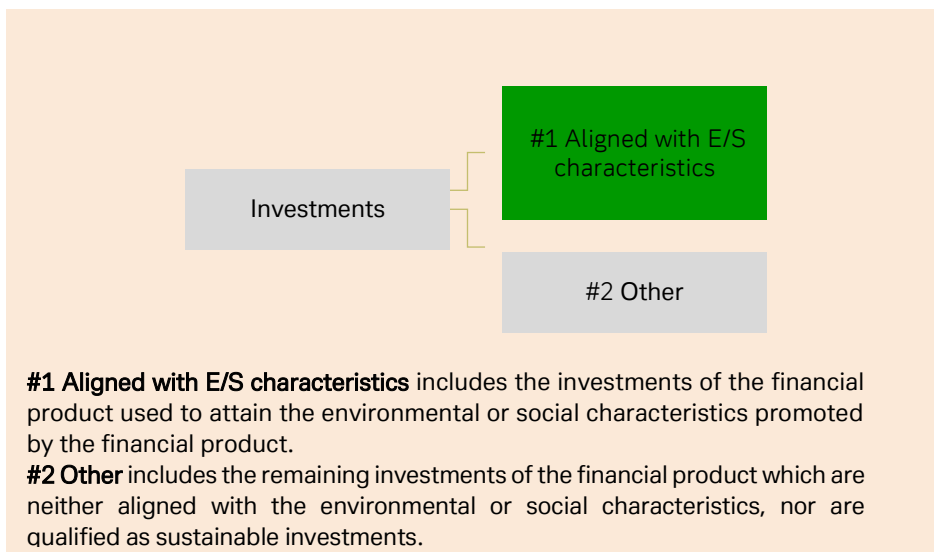 #1 Aligned with E/S
characteristics
Investments
#2 Other
#1 Aligned with E/S characteristics includes the investments of the financial
product used to attain the environmental or social characteristics promoted
by the financial product.
#2 Other includes the remaining investments of the financial product which are
neither aligned with the environmental or social characteristics, nor are
qualified as sustainable investments.